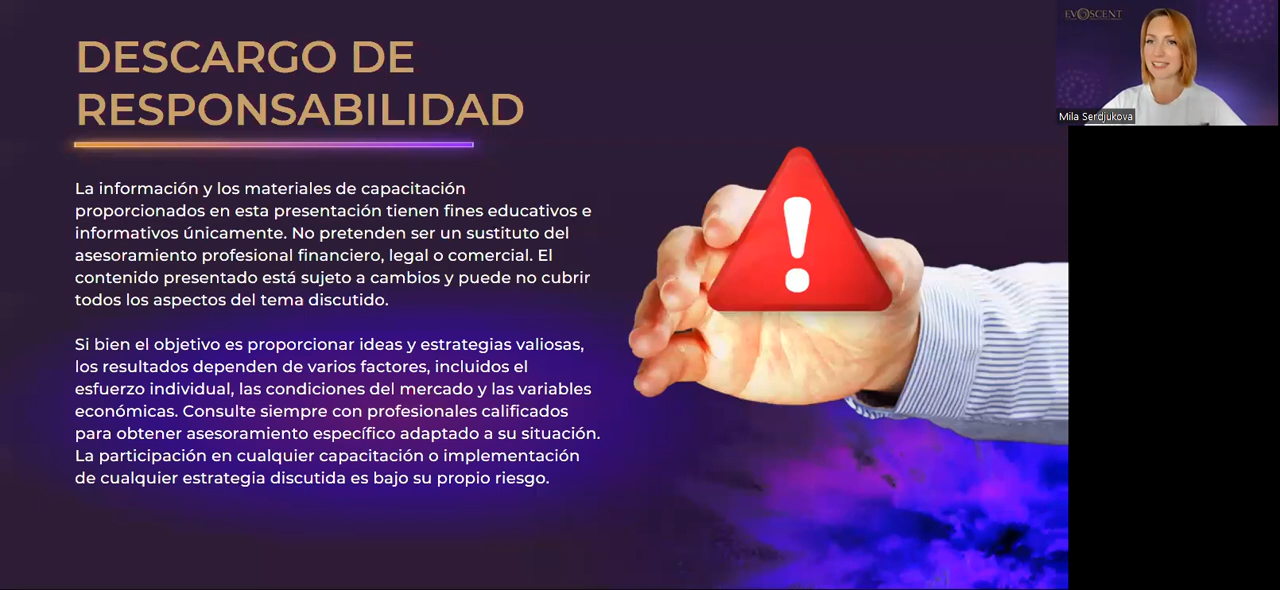 DESCARGO DE
RESPONSABILIDAD
La información y los materiales de capacitación
proporcionados en esta presentación tienen fines educativos e
informativos únicamente. No pretenden ser un sustituto del
asesoramiento profesional financiero, legal o comercial. El
contenido presentado está sujeto a cambios y puede no cubrir
todos los aspectos del tema discutido.
Si bien el objetivo es proporcionar ideas y estrategias valiosas,
los resultados dependen de varios factores, incluidos el
esfuerzo individual, las condiciones del mercado y las variables
económicas. Consulte siempre con profesionales calificados
para obtener asesoramiento específico adaptado a su situación.
La participación en cualquier capacitación o implementación
de cualquier estrategia discutida es bajo su propio riesgo.
!
EVOSCENT
Mila Serdjukova